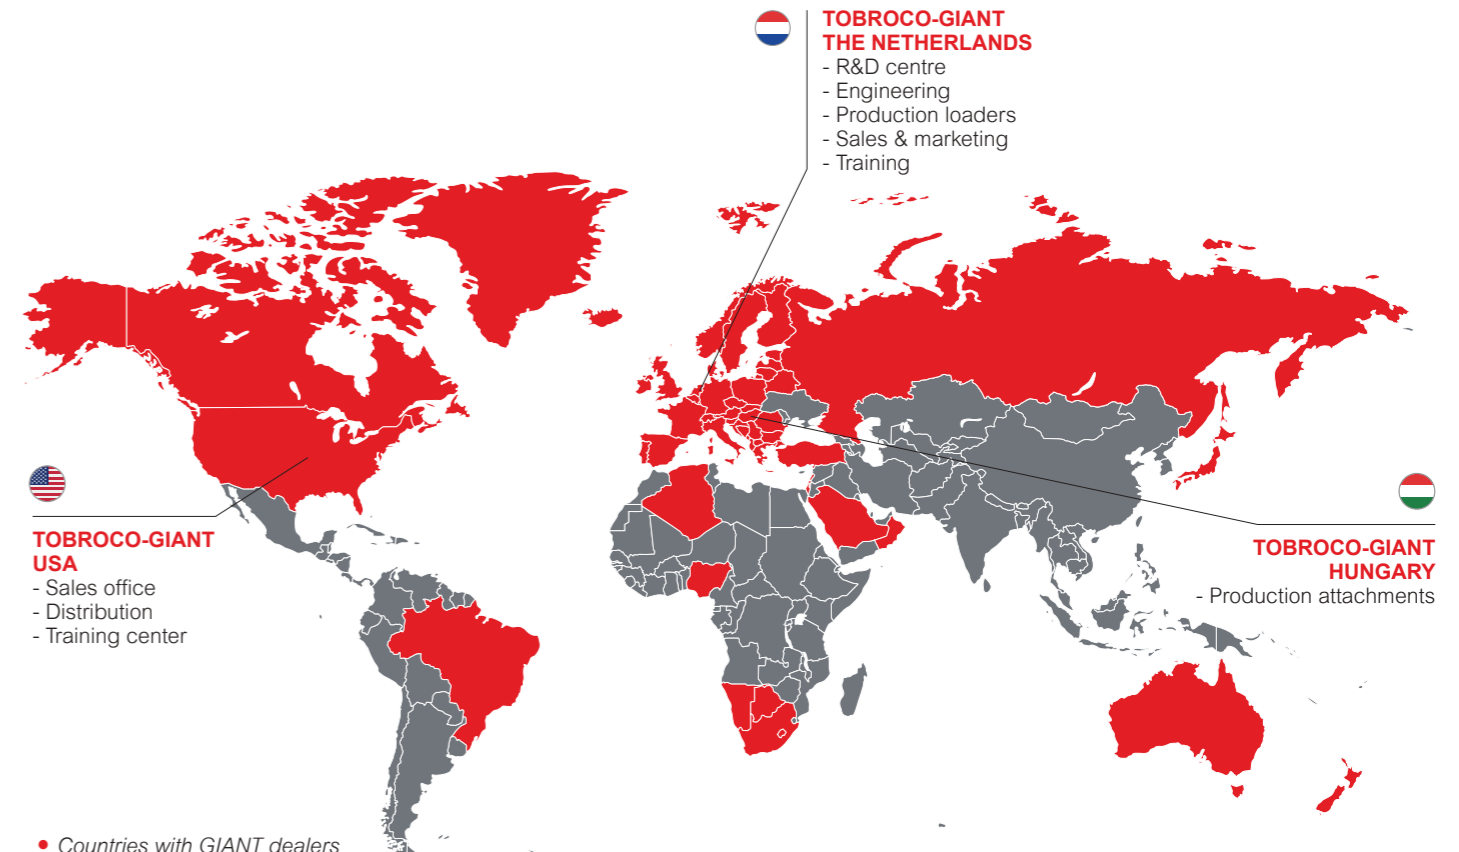 TOBROCO-GIANT
THE NETHERLANDS
- R&D centre
- Engineering
- Production loaders
- Sales & marketing
- Training
TOBROCO-GIANT
USA
- Sales office
- Distribution
- Training center
TOBROCO-GIANT
HUNGARY
- Production attachments
• Countries with GIANT dealers